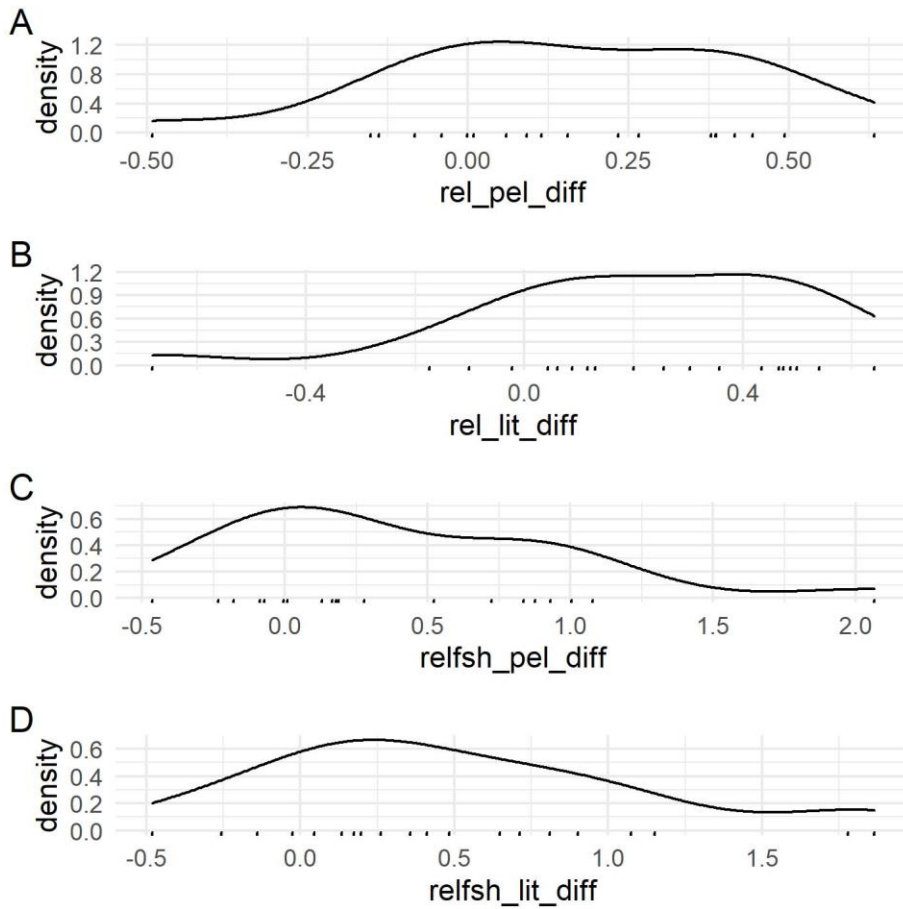 A
density
1.2
0.8
0.4
0.0
-0.50 -0.25 0.00 0.25 0.50
rel_pel_diff
B
density
1.2
0.9
0.6
0.3
0.0
-0.4 0.0 0.4
rel_lit_diff
C
density
0.6
0.4
0.2
0.0
-0.5 0.0 0.5 1.0 1.5 2.0
relfsh_pel_diff
D
density
0.6
0.4
0.2
0.0
-0.5 0.0 0.5 1.0 1.5
relfsh_lit_diff